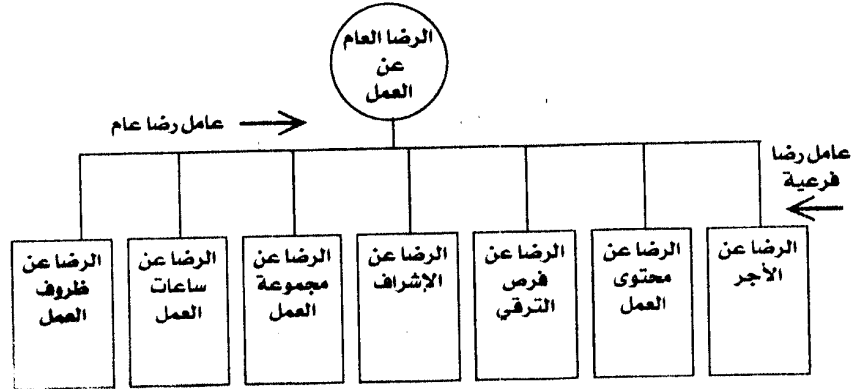 الرضا العام
عن
العمل
عامل رضا عام
عامل رضا
فرعية
الرضا عن
الأجر
الرضا عن
محتوى
العمل
الرضا عن
فرص
الترقي
الرضا عن
الإشراف
الرضا عن
مجموعة
العمل
الرضا عن
ساعات
العمل
الرضا عن
ظروف
العمل